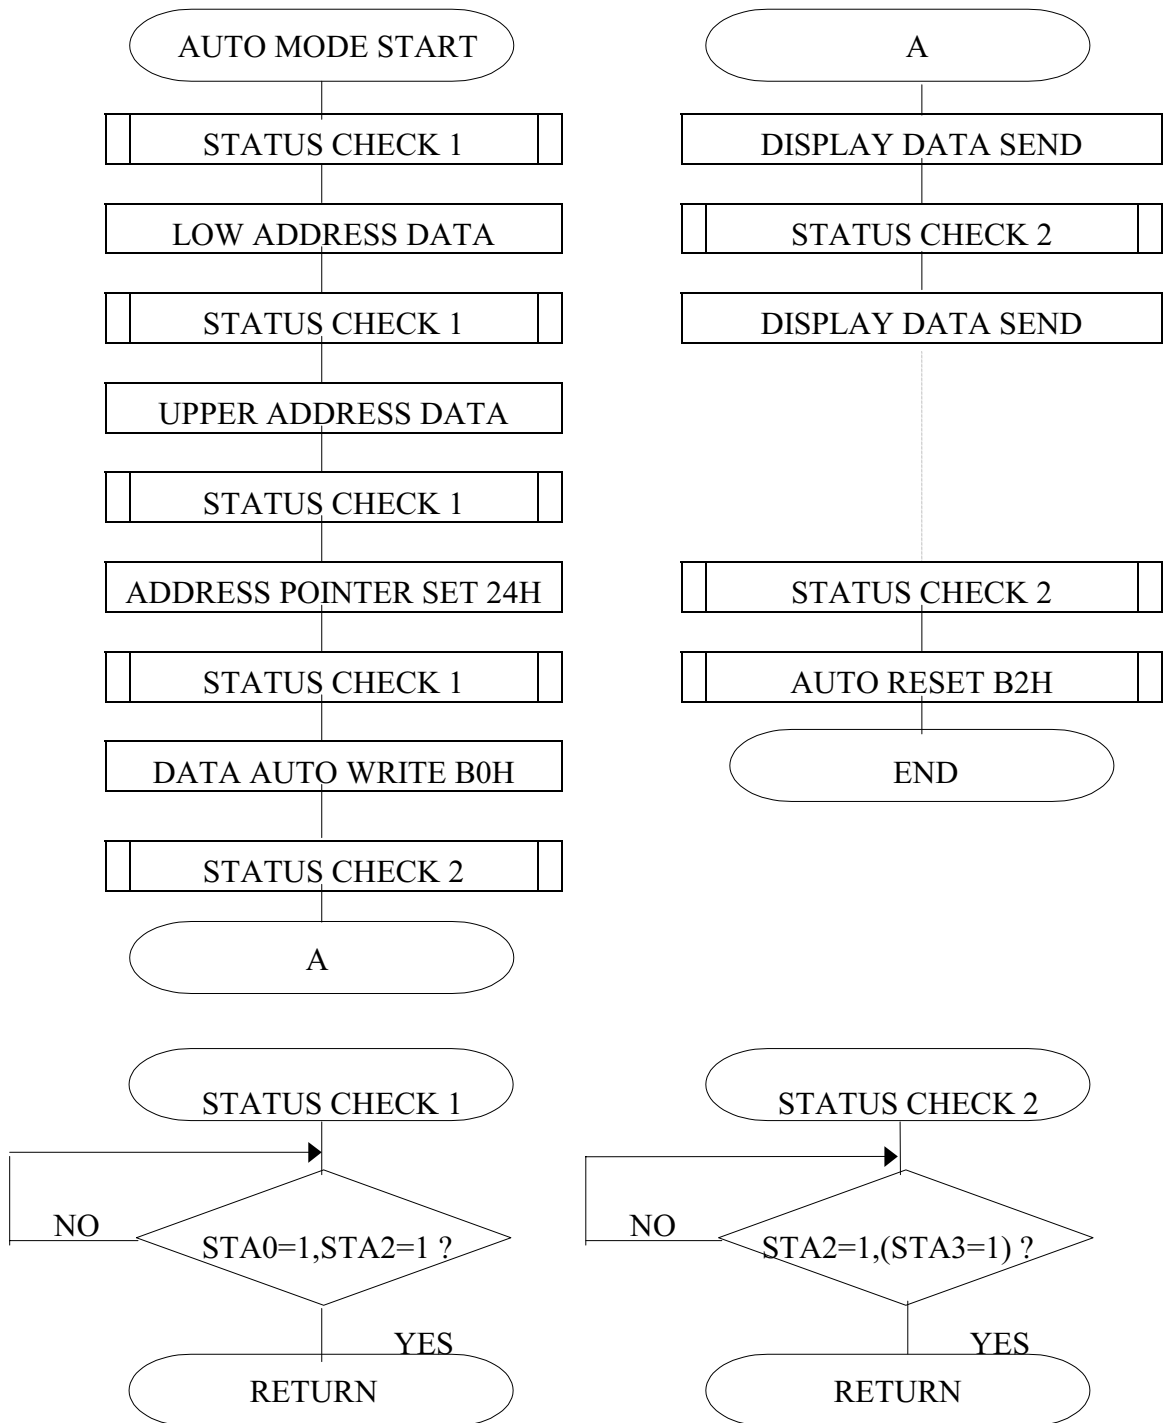 AUTO MODE START
STATUS CHECK 1
LOW ADDRESS DATA
STATUS CHECK 1
UPPER ADDRESS DATA
STATUS CHECK 1
ADDRESS POINTER SET 24H
STATUS CHECK 1
DATA AUTO WRITE B0H
STATUS CHECK 2
A
A
DISPLAY DATA SEND
STATUS CHECK 2
DISPLAY DATA SEND
STATUS CHECK 2
AUTO RESET B2H
END
STATUS CHECK 1
NO
STA0=1,STA2=1 ?
YES
RETURN
STATUS CHECK 2
NO
STA2=1,(STA3=1) ?
YES
RETURN